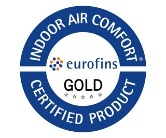 INDOOR AIR COMFORT®
eurofins
GOLD
CERTIFIED PRODUCT